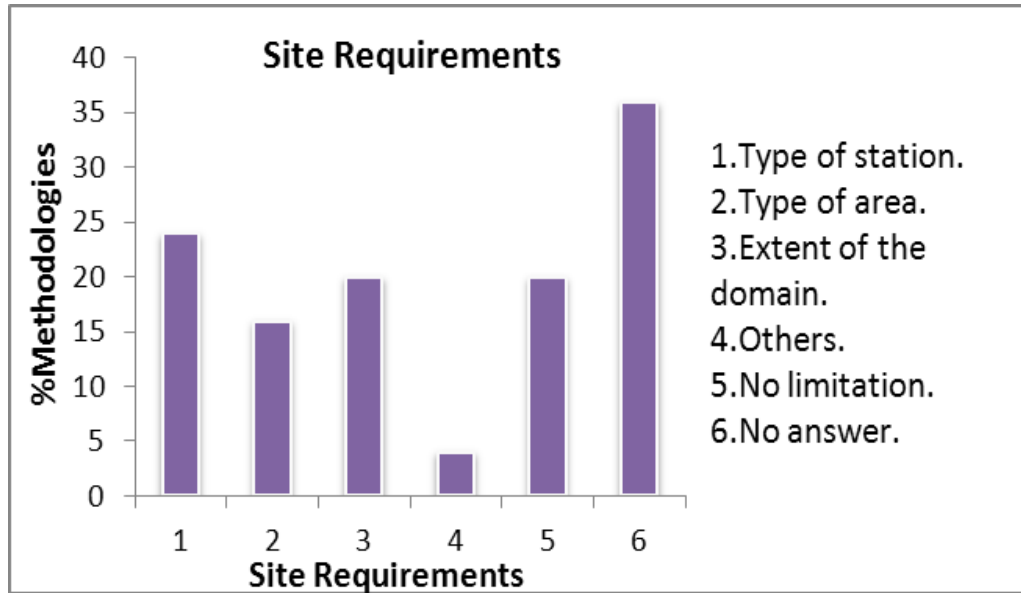 Site Requirements
40
35
30
25
20
15
10
5
0
%Methodologies
1 2 3 4 5 6
Site Requirements
1.Type of station.
2.Type of area.
3.Extent of the
domain.
4.Others.
5.No limitation.
6.No answer.